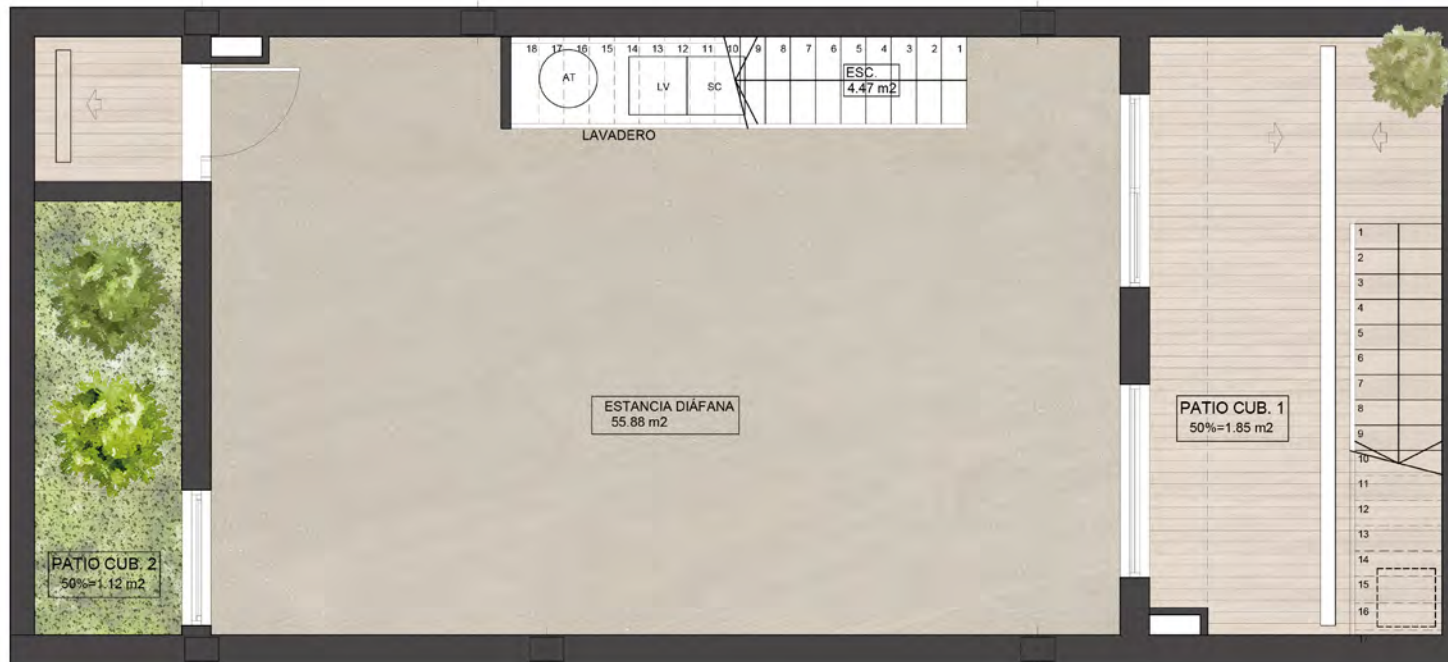 18 17 16 15 14 13 12 11 10 9 8 7 6 5 4 3 2 1
AT
LV
SC
ESC.
4.47 m2
LAVADERO
ESTANCIA DIÁFANA
55.88 m2
PATIO CUB. 1
50%=1.85 m2
1
2
3
4
5
6
7
8
9
10
11
12
13
14
15
16
PATIO CUB. 2
50%=1.12 m2